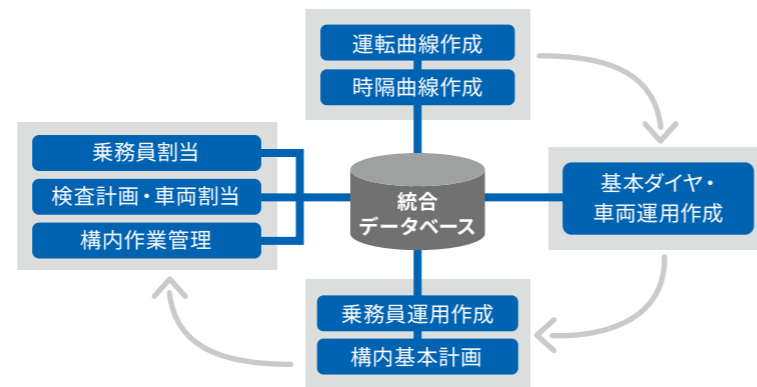 運転曲線作成
時隔曲線作成
乗務員割当
検査計画・車両割当
構内作業管理
統合
データベース
基本ダイヤ・
車両運用作成
乗務員運用作成
構内基本計画